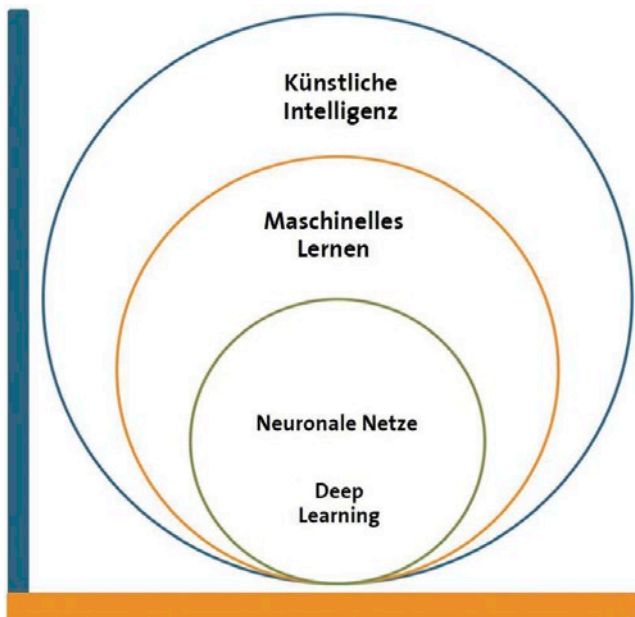 Künstliche
Intelligenz
Maschinelles
Lernen
Neuronale Netze
Deep
Learning